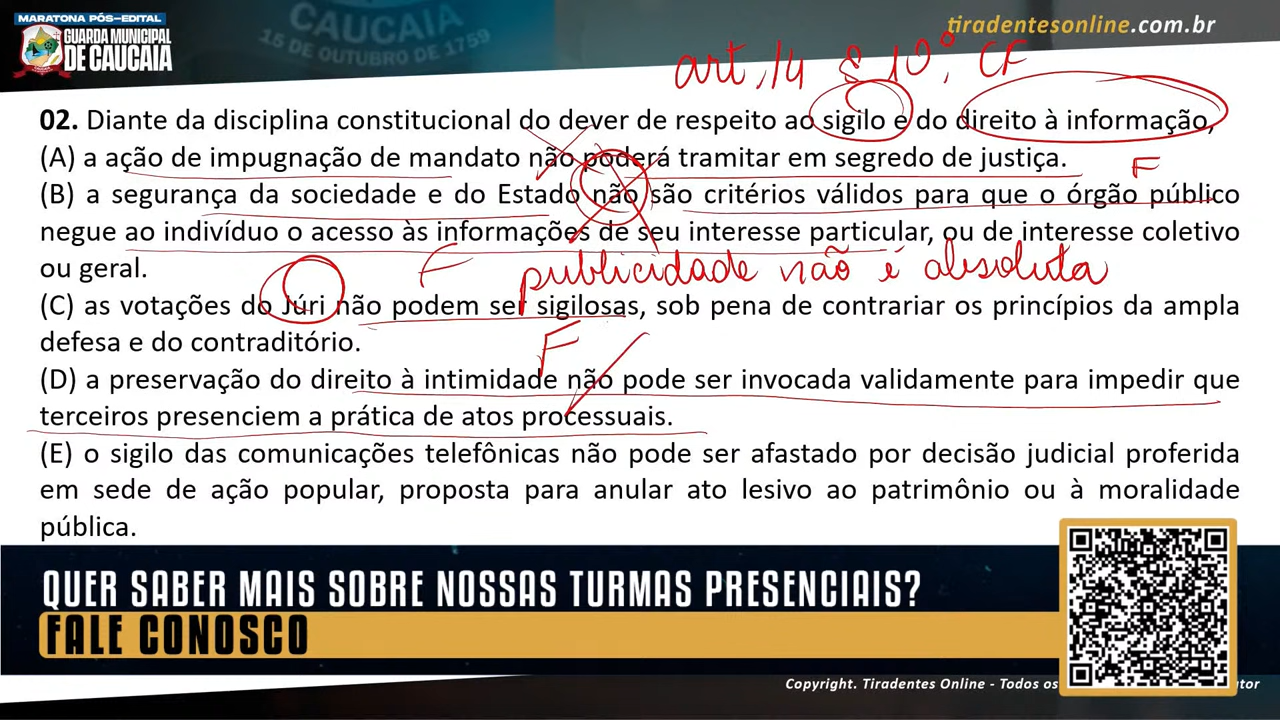 MARATONA PÓS-EDITAL
GUARDA MUNICIPAL
DE CAUCAIA
CAUCAIA
15 DE OUTUBRO DE 1759
tiradentesonline.com.br
art. 14 § 10º, CF
02. Diante da disciplina constitucional do dever de respeito ao sigilo e do direito à informação,
(A) a ação de impugnação de mandato não poderá tramitar em segredo de justiça.
F
(B) a segurança da sociedade e do Estado não são critérios válidos para que o órgão público
negue ao indivíduo o acesso às informações de seu interesse particular, ou de interesse coletivo
ou geral.
F publicidade não é absoluta
(C) as votações do Júri não podem ser sigilosas, sob pena de contrariar os princípios da ampla
defesa e do contraditório.
F
(D) a preservação do direito à intimidade não pode ser invocada validamente para impedir que
terceiros presenciem a prática de atos processuais.
(E) o sigilo das comunicações telefônicas não pode ser afastado por decisão judicial proferida
em sede de ação popular, proposta para anular ato lesivo ao patrimônio ou à moralidade
pública.
QUER SABER MAIS SOBRE NOSSAS TURMAS PRESENCIAIS?
FALE CONOSCO
Copyright. Tiradentes Online - Todos os